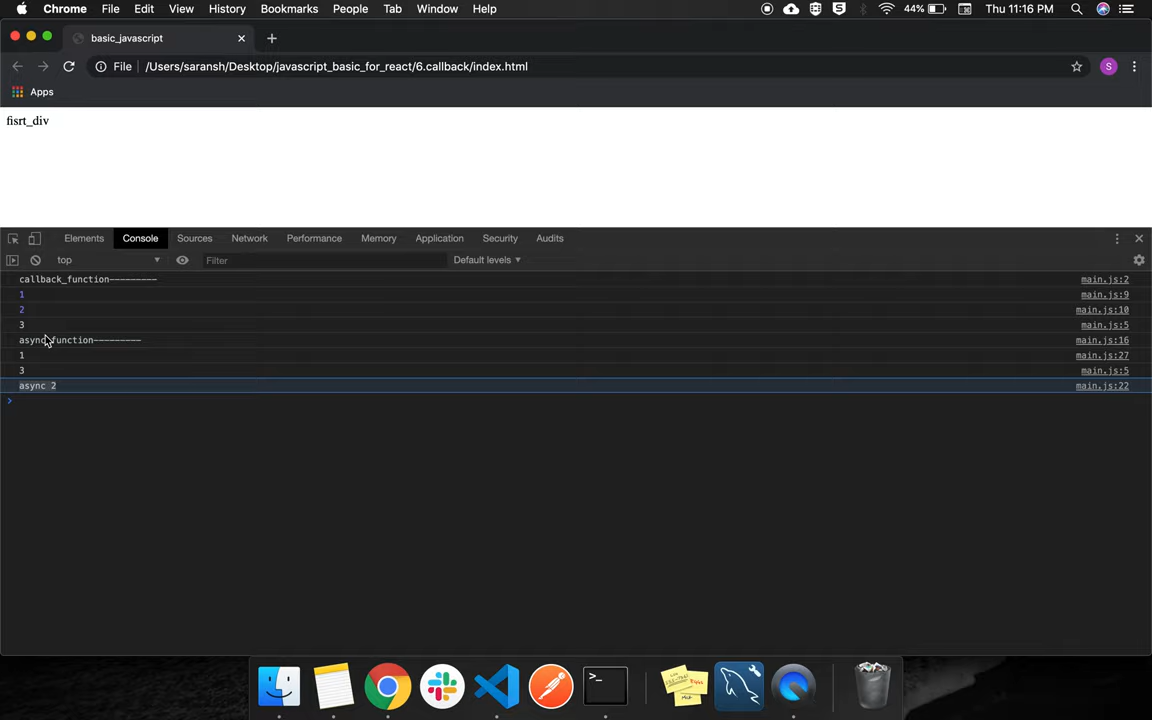 Chrome File Edit View History Bookmarks People Tab Window Help 44% Thu 11:16 PM
basic_javascript
File /Users/saransh/Desktop/javascript_basic_for_react/6.callback/index.html S
Apps
fisrt_div
Elements Console Sources Network Performance Memory Application Security Audits
top Filter Default levels
callback_function--------- main.js:2
1 main.js:9
2 main.js:10
3 main.js:5
async function--------- main.js:16
1 main.js:27
3 main.js:5
async 2 main.js:22
>